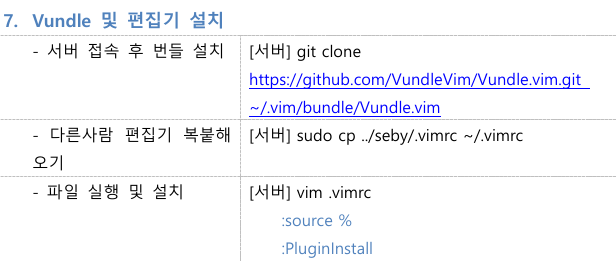 7. Vundle 및 편집기 설치
- 서버 접속 후 번들 설치
[서버] git clone
https://github.com/VundleVim/Vundle.vim.git
~/.vim/bundle/Vundle.vim
- 다른사람 편집기 복붙해
오기
[서버] sudo cp ../seby/.vimrc ~/.vimrc
- 파일 실행 및 설치
[서버] vim .vimrc
:source %
:PluginInstall